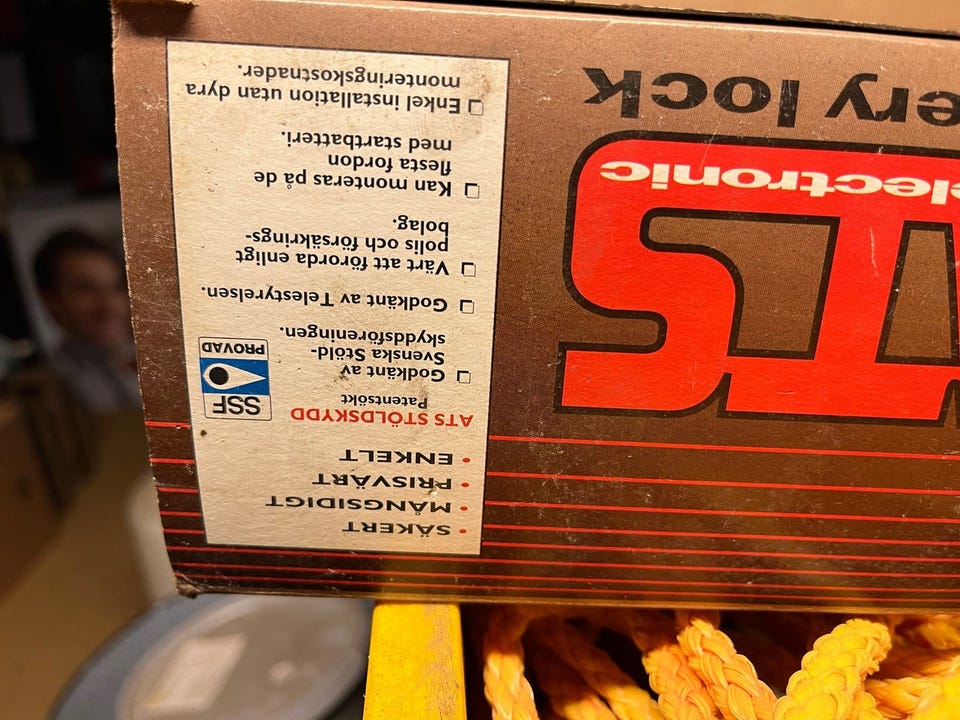 • SÄKERT
• MÅNGSIDIGT
• PRISVÄRT
• ENKELT
ATS STÖLDSKYDD
Patentsökt
☐ Godkänt av
Svenska Stöld-
skyddsföreningen.
☐ Godkänt av Telestyrelsen.
☐ Värt att förorda enligt
polis och försäkrings-
bolag.
☐ Kan monteras på de
flesta fordon
med startbatteri.
☐ Enkel installation utan dyra
monteringskostnader.
SSF
PROVAD
TS
electronic
ery lock